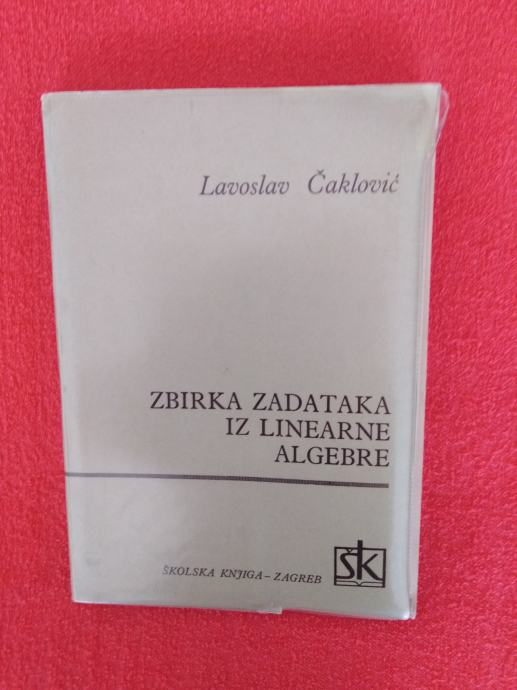 Lavoslav Čaklović
ZBIRKA ZADATAKA
IZ LINEARNE
ALGEBRE
ŠKOLSKA KNJIGA – ZAGREB
šk